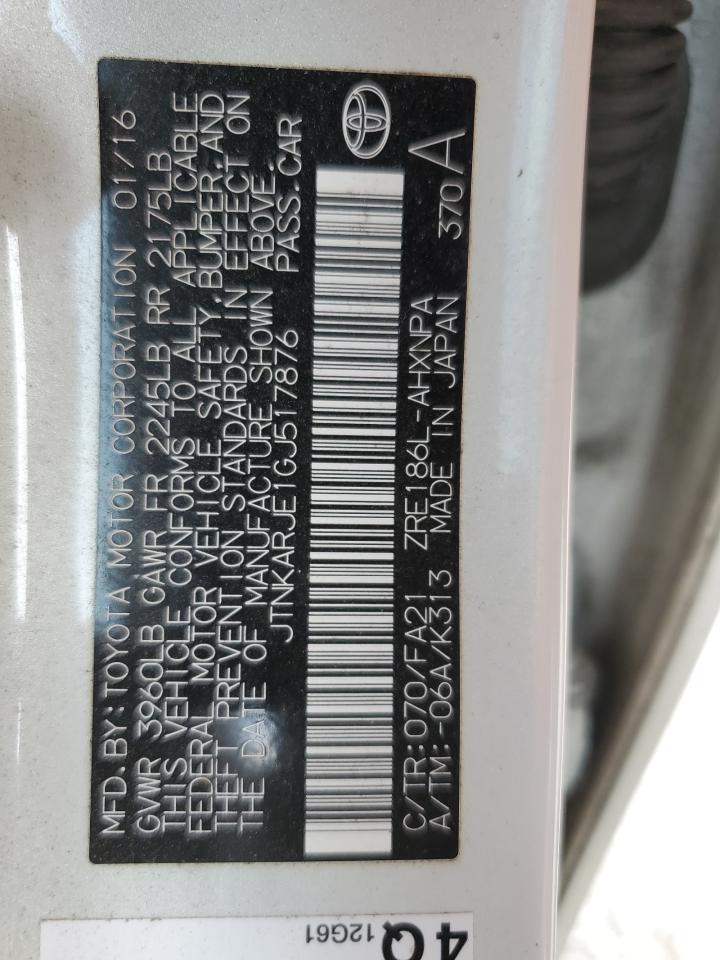 MFD. BY: TOYOTA MOTOR CORPORATION 01/16
GVWR 3960LB GAWR FR 2245LB RR 2175LB
THIS VEHICLE CONFORMS TO ALL APPLICABLE
FEDERAL MOTOR VEHICLE SAFETY, BUMPER, AND
THEFT PREVENTION STANDARDS IN EFFECT ON
THE DATE OF MANUFACTURE SHOWN ABOVE.
JTNKARJE1GJ517876 PASS.CAR
C/TR:070/FA21 ZRE186L-AHXNPA 370A
A/TM:-06A/K313 MADE IN JAPAN
4Q
12G61